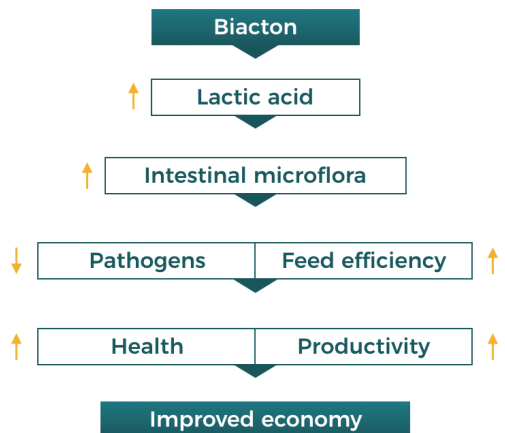 Biacton
Lactic acid
Intestinal microflora
Pathogens Feed efficiency
Health Productivity
Improved economy